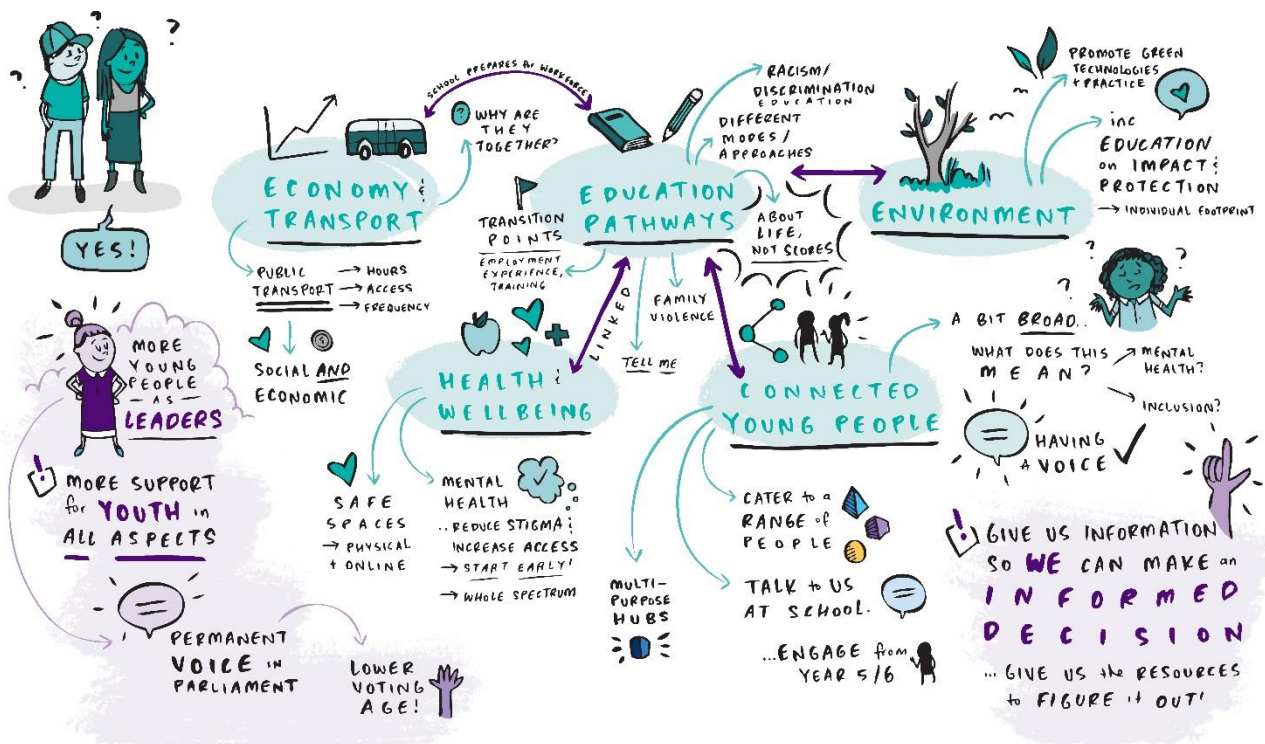 ?
?
?
YES!
SCHOOL PREPARES for WORKFORCE
?
WHY ARE
THEY
TOGETHER?
ECONOMY &
TRANSPORT
PUBLIC
TRANSPORT
→ HOURS
→ ACCESS
→ FREQUENCY
SOCIAL AND
ECONOMIC
RACISM/
DISCRIMINATION
EDUCATION
DIFFERENT
MODES /
APPROACHES
EDUCATION
PATHWAYS
TRANSITION
POINTS
EMPLOYMENT
EXPERIENCE,
TRAINING
ABOUT
LIFE,
NOT SCORES
FAMILY
VIOLENCE
TELL ME
LINKED
PROMOTE GREEN
TECHNOLOGIES
+ PRACTICE
inc
EDUCATION
on IMPACT &
PROTECTION
→ INDIVIDUAL FOOTPRINT
ENVIRONMENT
HEALTH &
WELLBEING
SAFE
SPACES
→ PHYSICAL
+ ONLINE
MENTAL
HEALTH
.. REDUCE STIGMA &
INCREASE ACCESS
→ START EARLY!
→ WHOLE SPECTRUM
CONNECTED
YOUNG PEOPLE
MULTI-
PURPOSE
HUBS
CATER to a
RANGE of
PEOPLE
TALK to US
AT SCHOOL.
...ENGAGE from
YEAR 5/6
?
?
?
A BIT BROAD..
WHAT DOES THIS
MEAN?
MENTAL
HEALTH?
INCLUSION?
HAVING
A VOICE
MORE
YOUNG
PEOPLE
— AS —
LEADERS
!
MORE SUPPORT
for YOUTH in
ALL ASPECTS
PERMANENT
VOICE IN
PARLIAMENT
LOWER
VOTING
AGE!
!
GIVE US INFORMATION
SO WE CAN MAKE an
INFORMED
DECISION
... GIVE US the RESOURCES
to FIGURE it OUT!